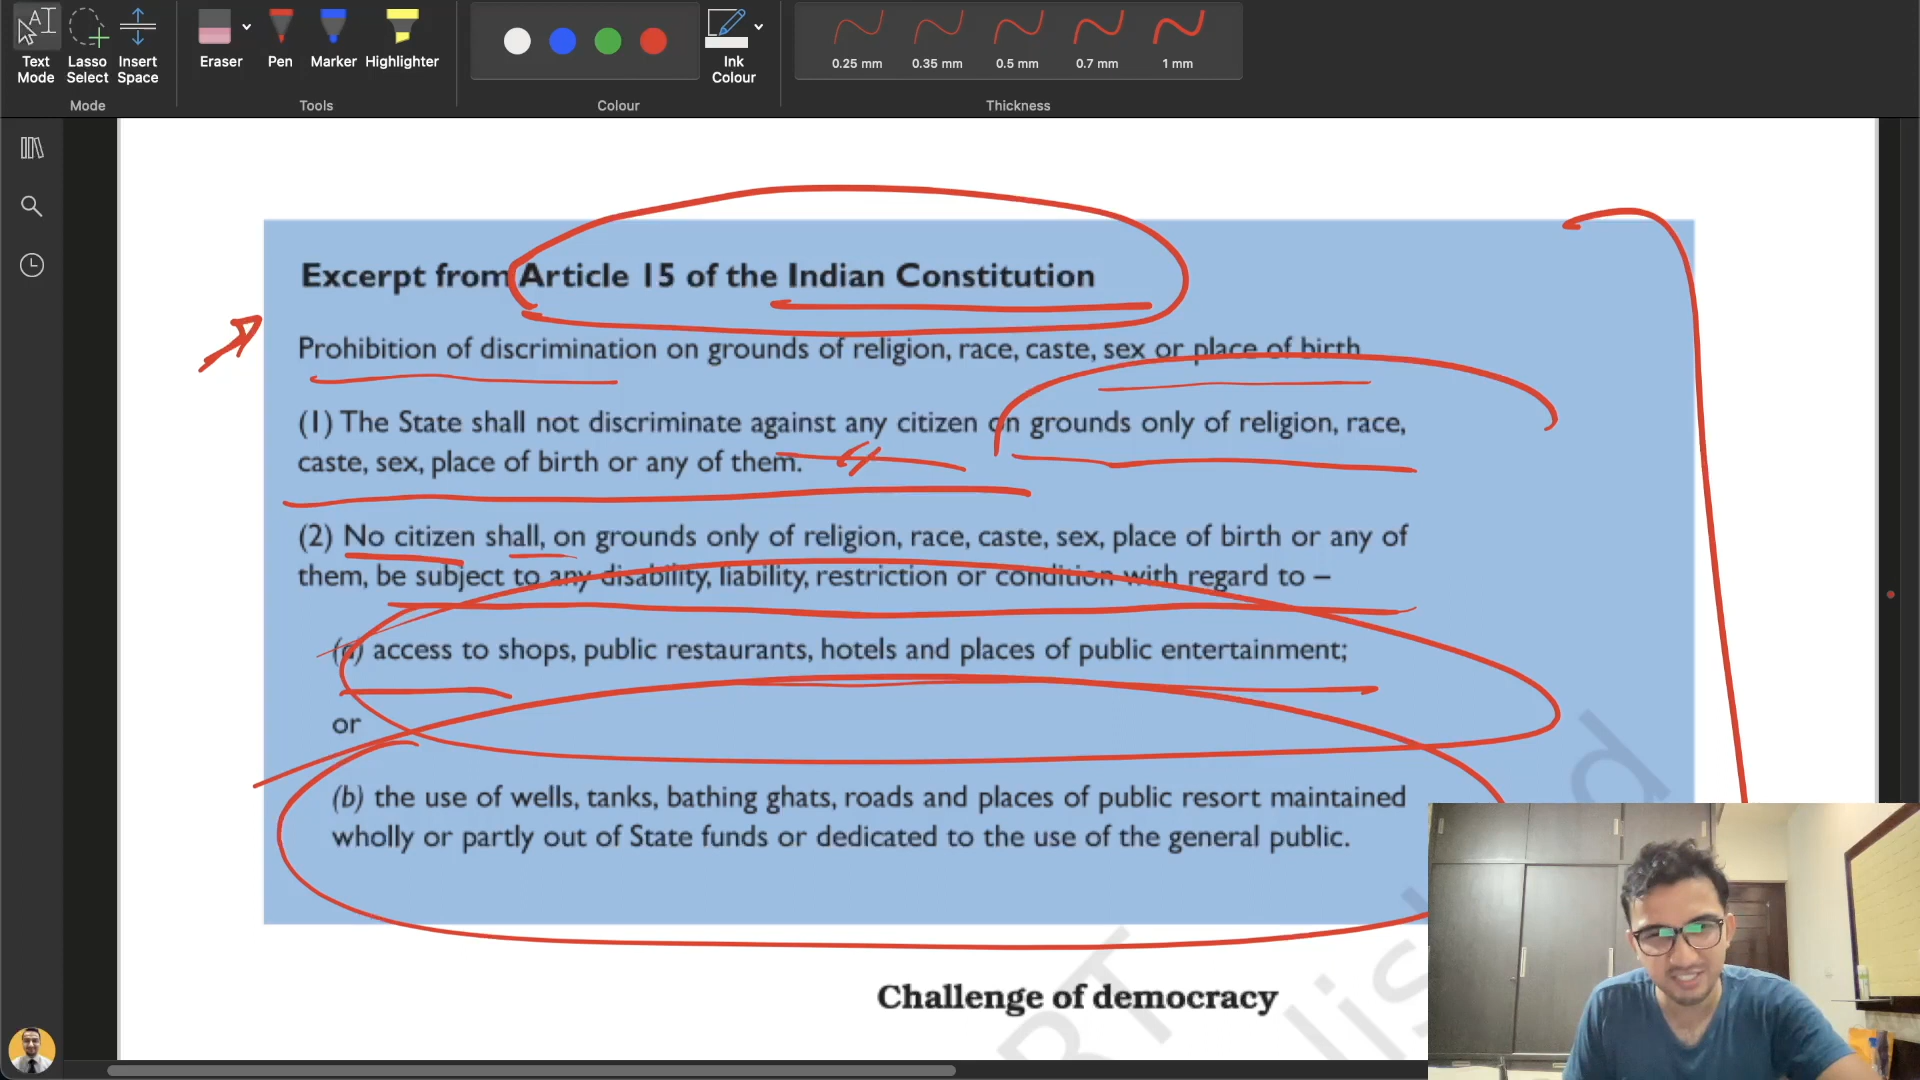 Text Mode
Lasso Select
Insert Space
Eraser
Pen
Marker
Highlighter
Ink Colour
0.25 mm
0.35 mm
0.5 mm
0.7 mm
1 mm
Mode
Tools
Colour
Thickness
Excerpt from Article 15 of the Indian Constitution
Prohibition of discrimination on grounds of religion, race, caste, sex or place of birth
(1) The State shall not discriminate against any citizen on grounds only of religion, race,
caste, sex, place of birth or any of them.
(2) No citizen shall, on grounds only of religion, race, caste, sex, place of birth or any of
them, be subject to any disability, liability, restriction or condition with regard to –
(a) access to shops, public restaurants, hotels and places of public entertainment;
or
(b) the use of wells, tanks, bathing ghats, roads and places of public resort maintained
wholly or partly out of State funds or dedicated to the use of the general public.
Challenge of democracy